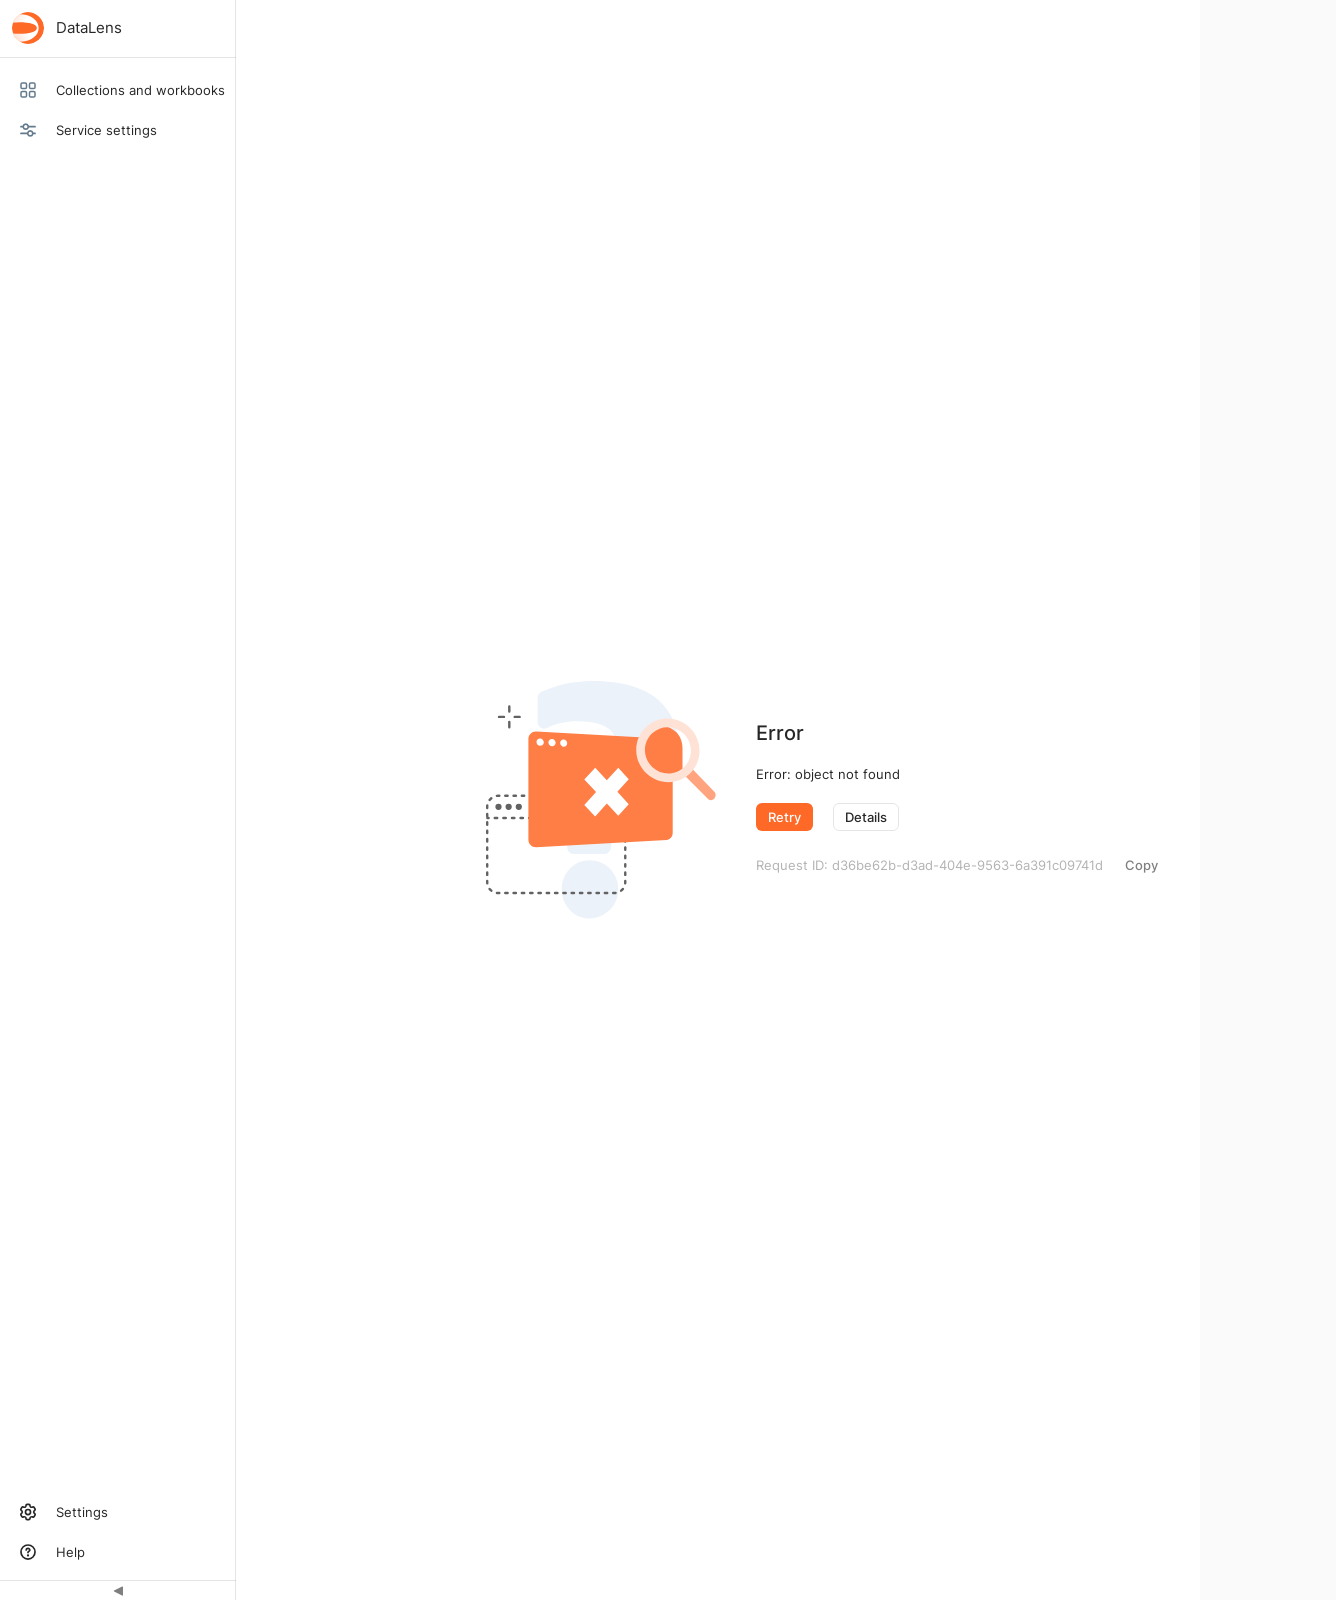 DataLens
Collections and workbooks
Service settings
Error
Error: object not found
Retry
Details
Request ID: d36be62b-d3ad-404e-9563-6a391c09741d
Copy
Settings
Help